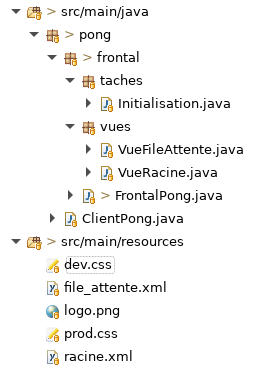 > src/main/java
pong
> frontal
taches
Initialisation.java
vues
VueFileAttente.java
VueRacine.java
> FrontalPong.java
ClientPong.java
> src/main/resources
dev.css
file_attente.xml
logo.png
prod.css
racine.xml